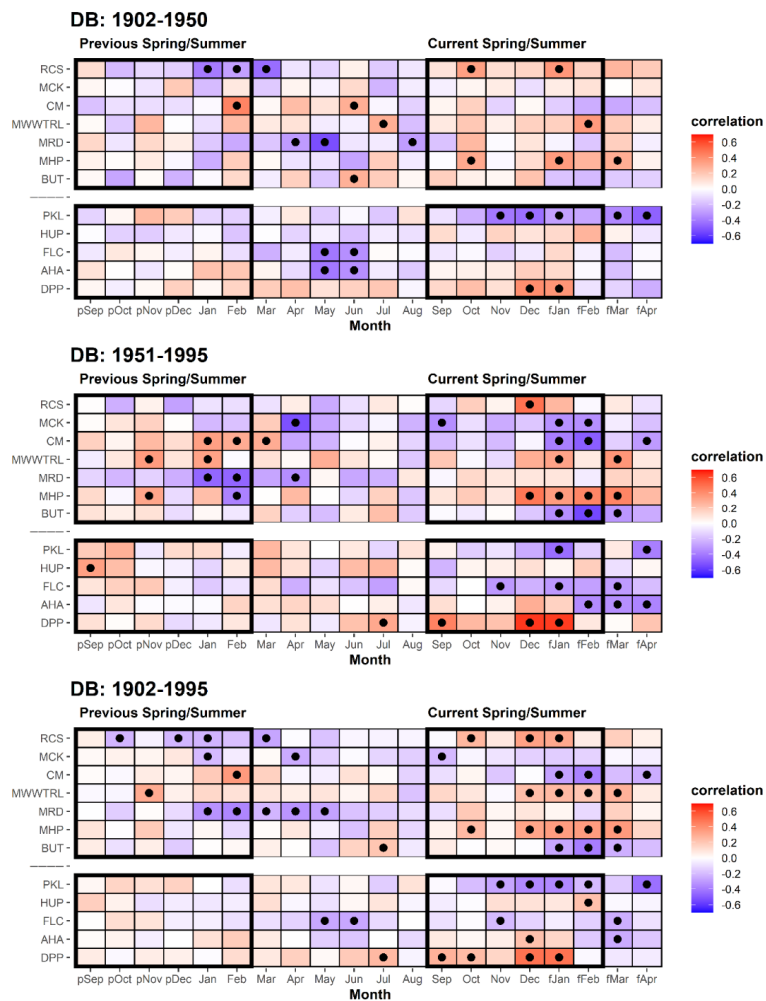 DB: 1902-1950
Previous Spring/Summer Current Spring/Summer
RCS
MCK
CM
MWWTRL
MRD
MHP
BUT
PKL
HUP
FLC
AHA
DPP
pSep pOct pNov pDec Jan Feb Mar Apr May Jun Jul Aug Sep Oct Nov Dec fJan fFeb fMar fApr
Month
correlation
0.6
0.4
0.2
0.0
-0.2
-0.4
-0.6
DB: 1951-1995
Previous Spring/Summer Current Spring/Summer
RCS
MCK
CM
MWWTRL
MRD
MHP
BUT
PKL
HUP
FLC
AHA
DPP
pSep pOct pNov pDec Jan Feb Mar Apr May Jun Jul Aug Sep Oct Nov Dec fJan fFeb fMar fApr
Month
correlation
0.6
0.4
0.2
0.0
-0.2
-0.4
-0.6
DB: 1902-1995
Previous Spring/Summer Current Spring/Summer
RCS
MCK
CM
MWWTRL
MRD
MHP
BUT
PKL
HUP
FLC
AHA
DPP
pSep pOct pNov pDec Jan Feb Mar Apr May Jun Jul Aug Sep Oct Nov Dec fJan fFeb fMar fApr
Month
correlation
0.6
0.4
0.2
0.0
-0.2
-0.4
-0.6